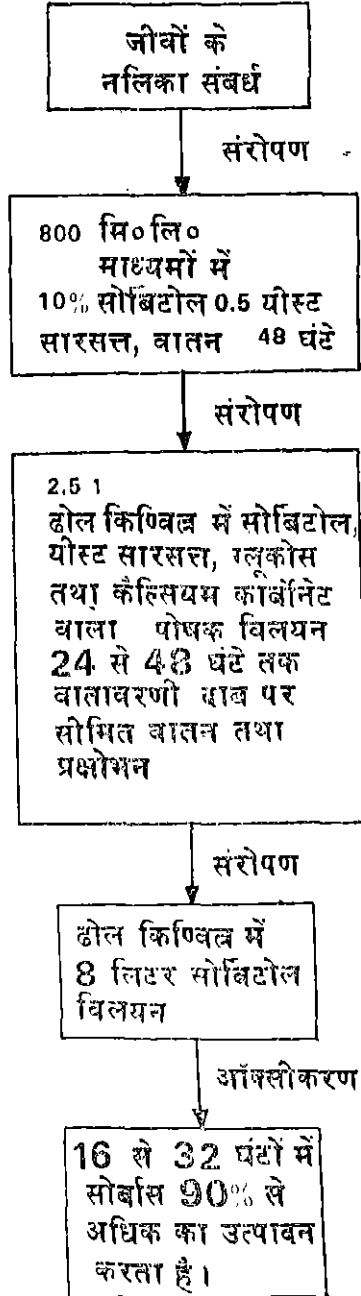 जीवों के
नलिका संबर्ध
संरोपण
800 मि०लि०
माध्यमों में
10% सोबिटोल 0.5 यीस्ट
सारसत्त, वातन 48 घंटे
संरोपण
2.5 1
ढोल किण्वित्र में सोबिटोल,
यीस्ट सारसत्त, ग्लूकोस
तथा कैल्सियम कार्बोनेट
वाला पोषक विलयन
24 से 48 घंटे तक
वातावरणी दाब पर
सीमित वातन तथा
प्रक्षोभन
संरोपण
ढोल किण्वित्र में
8 लिटर सोबिटोल
विलयन
ऑक्सीकरण
16 से 32 घंटों में
सोर्बोस 90% से
अधिक का उत्पादन
करता है।